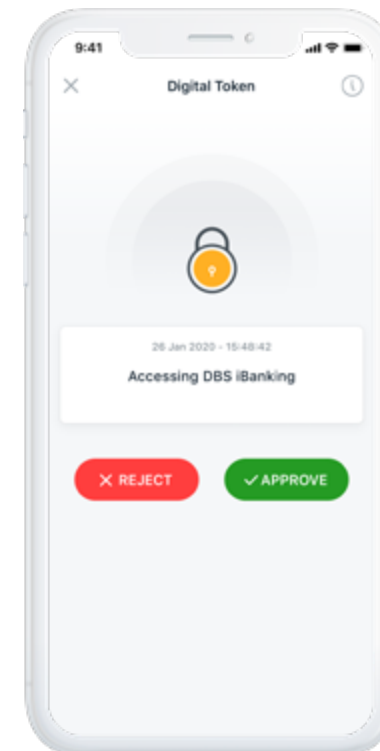 9:41
Digital Token
26 Jan 2020 - 15:48:42
Accessing DBS iBanking
REJECT
APPROVE